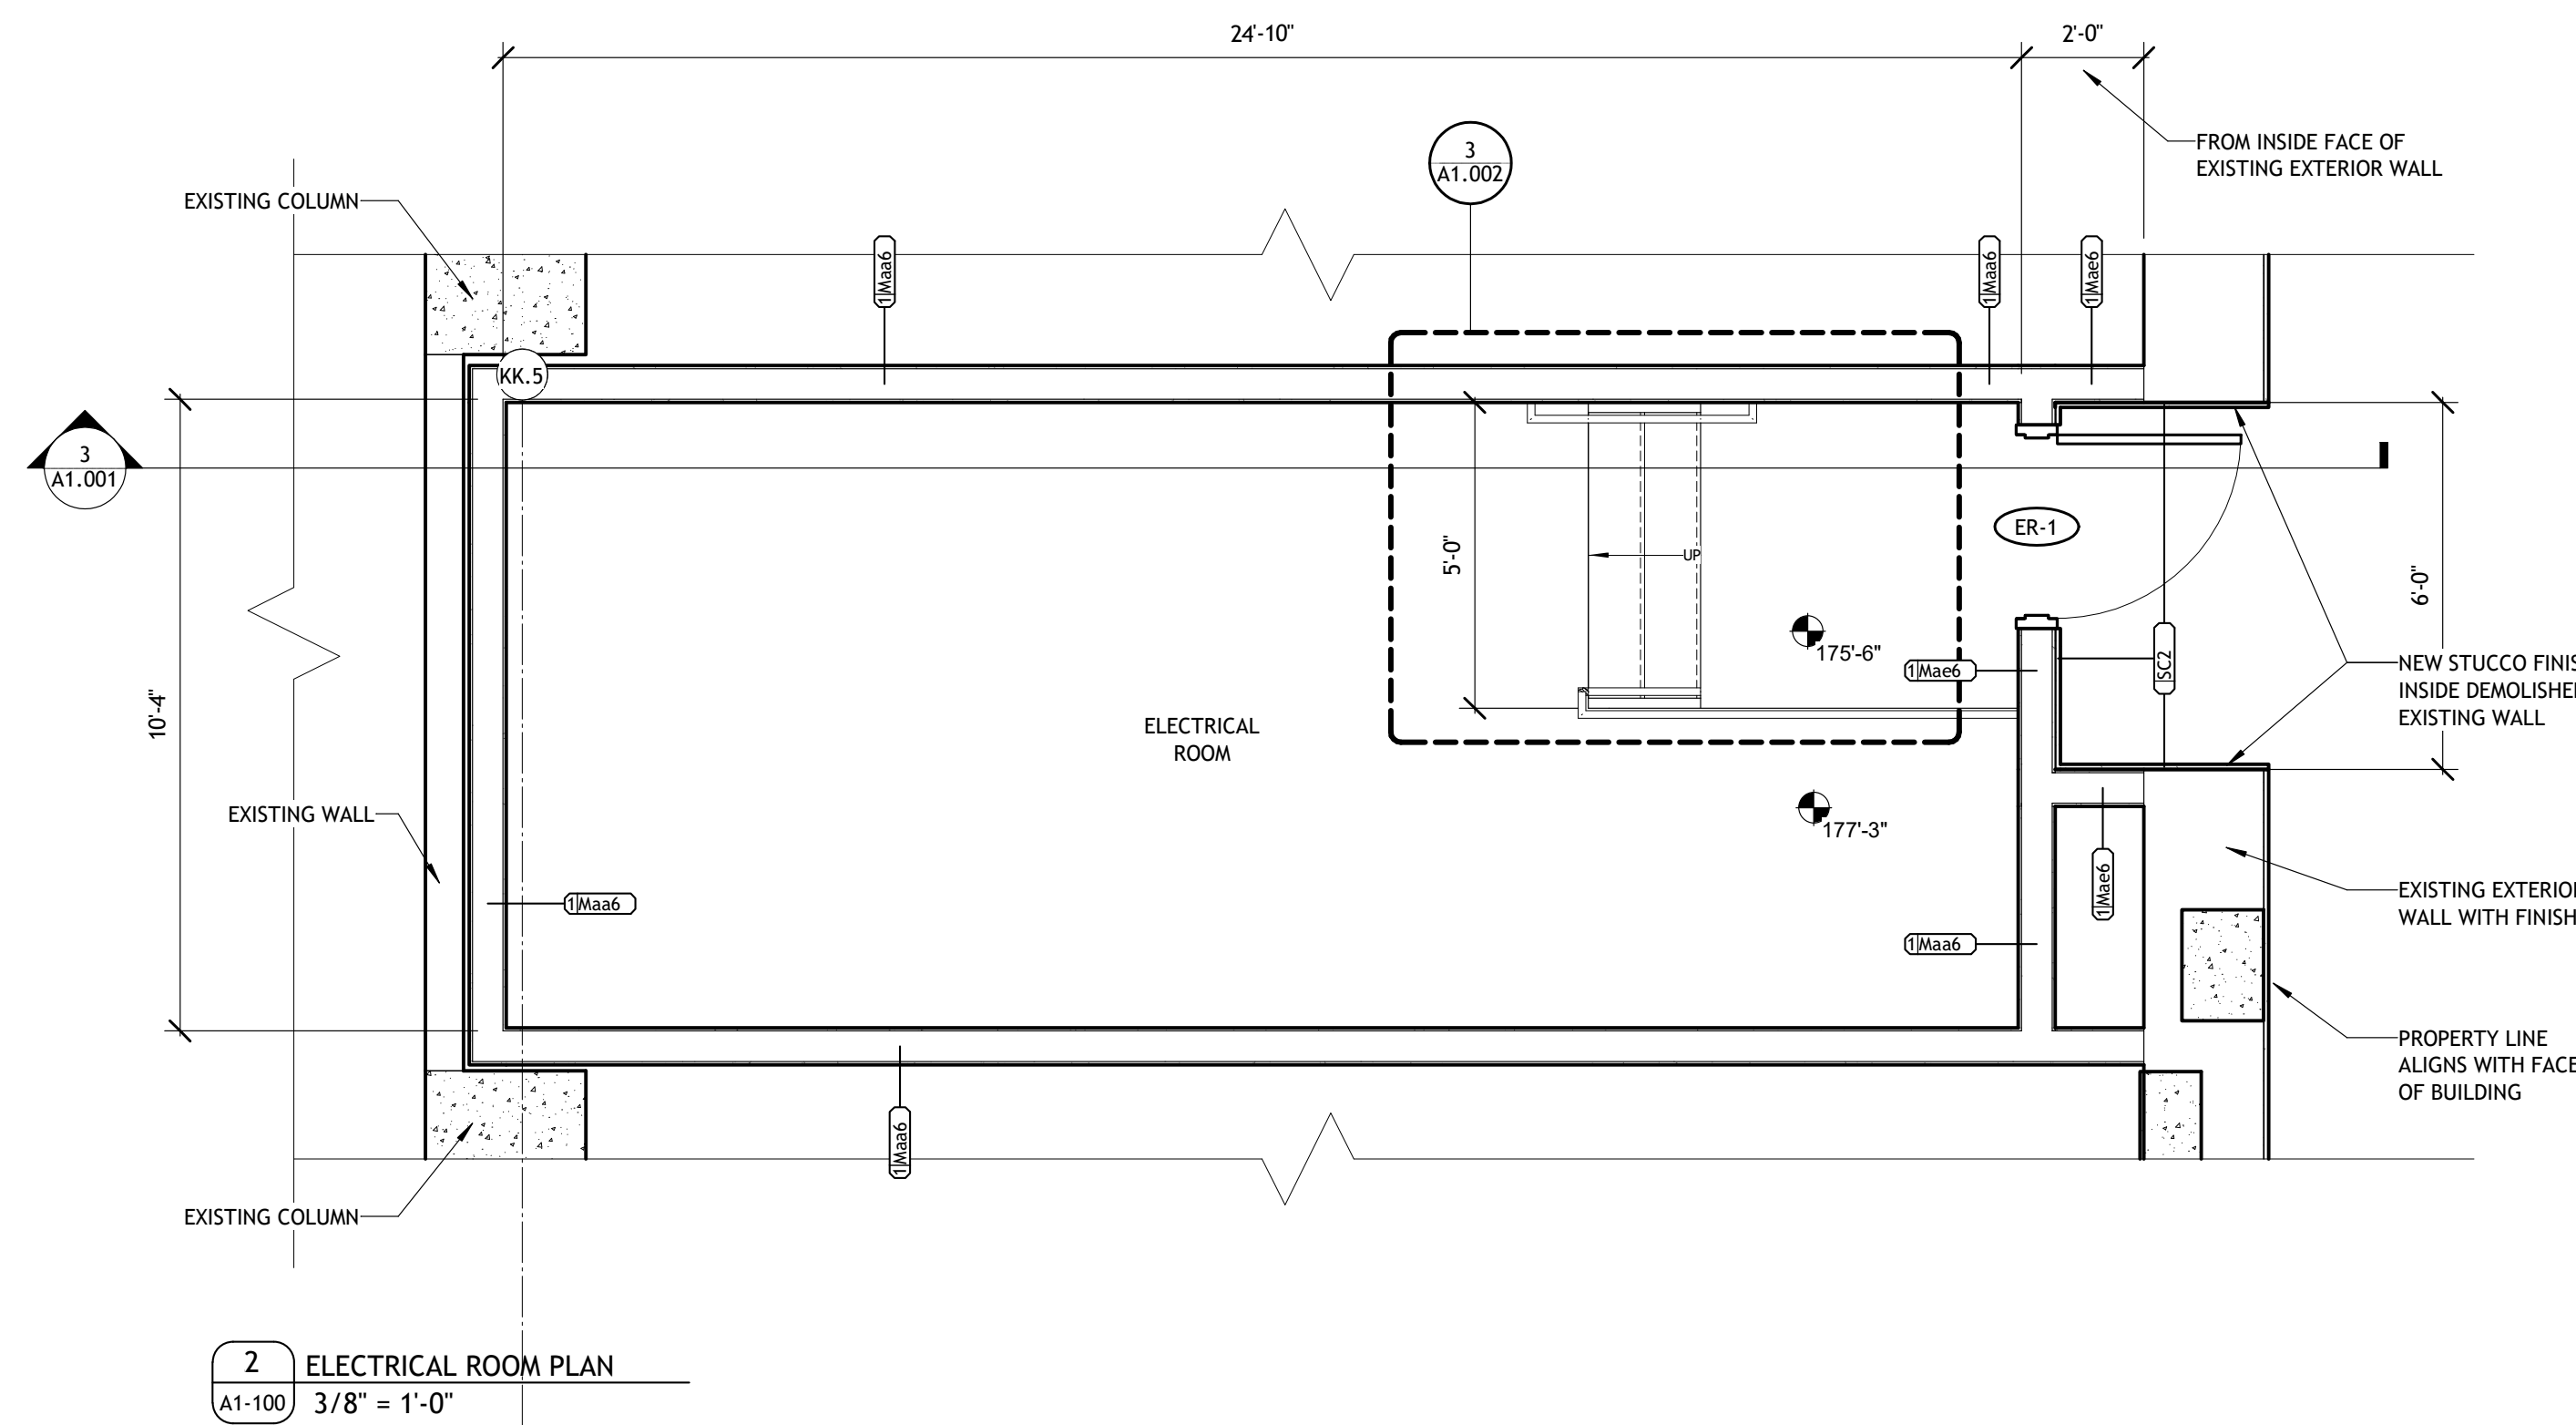 24'-10"
2'-0"
FROM INSIDE FACE OF
EXISTING EXTERIOR WALL
3
A1.002
EXISTING COLUMN
1 Maa6
1 Maa6
1 Mae6
KK.5
3
A1.001
ER-1
UP
5'-0"
6'-0"
175'-6"
1 Mae6
SC2
NEW STUCCO FINIS
INSIDE DEMOLISHE
EXISTING WALL
10'-4"
ELECTRICAL
ROOM
177'-3"
EXISTING WALL
1 Maa6
1 Mae6
1 Maa6
EXISTING EXTERIO
WALL WITH FINISH
PROPERTY LINE
ALIGNS WITH FACE
OF BUILDING
1 Maa6
EXISTING COLUMN
2
ELECTRICAL ROOM PLAN
A1-100
3/8" = 1'-0"